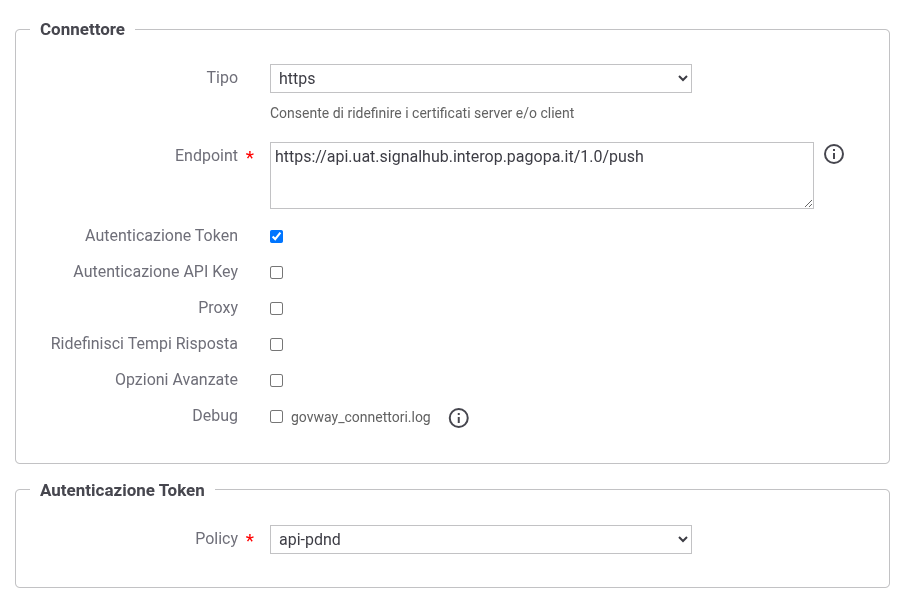 Connettore
Tipo https
Consente di ridefinire i certificati server e/o client
Endpoint * https://api.uat.signalhub.interop.pagopa.it/1.0/push
Autenticazione Token
Autenticazione API Key
Proxy
Ridefinisci Tempi Risposta
Opzioni Avanzate
Debug govway_connettori.log
Autenticazione Token
Policy * api-pdnd